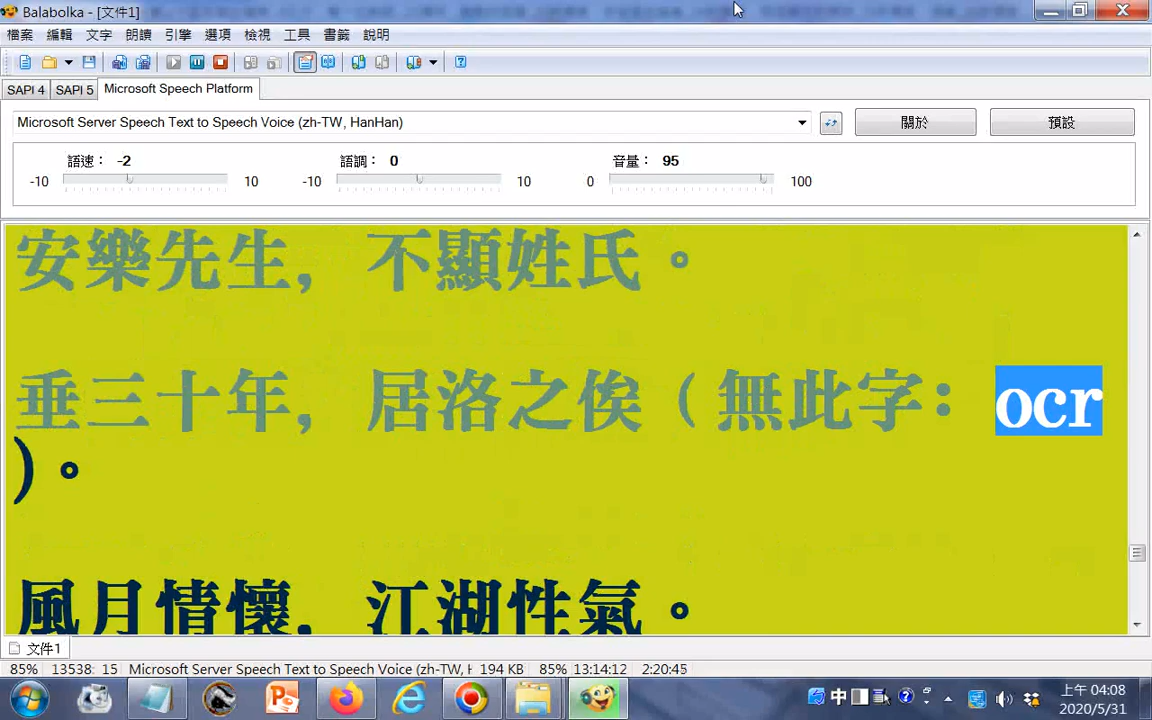 Balabolka - [文件1]
檔案 編輯 文字 朗讀 引擎 選項 檢視 工具 書籤 說明
SAPI 4 SAPI 5 Microsoft Speech Platform
Microsoft Server Speech Text to Speech Voice (zh-TW, HanHan) 關於 預設
語速： -2 語調： 0 音量： 95
-10 10 -10 10 0 100
安樂先生，不顯姓氏。
垂三十年，居洛之俟（無此字：ocr
）。
風月情懷，江湖性氣。
文件1
85% 13538: 15 Microsoft Server Speech Text to Speech Voice (zh-TW, H 194 KB 85% 13:14:12 2:20:45
中 上午 04:08
2020/5/31